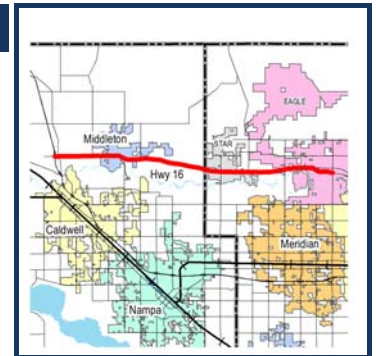 EAGLE
Middleton
STAR
Hwy 16
Caldwell
Meridian
Nampa